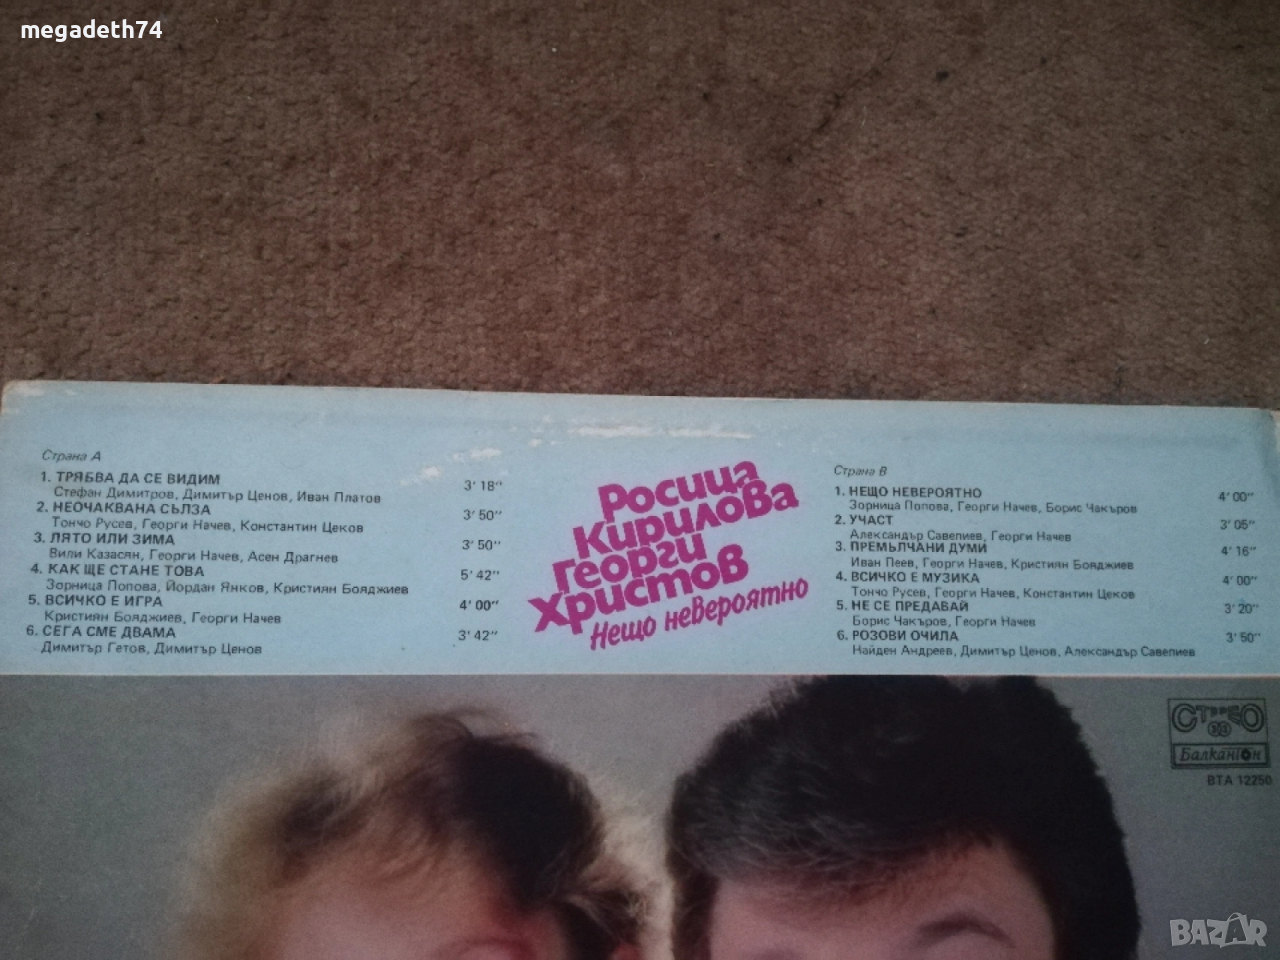 megadeth74
Страна А
1. ТРЯБВА ДА СЕ ВИДИМ 3'18"
Стефан Димитров, Димитър Ценов, Иван Платов
2. НЕОЧАКВАНА СЪЛЗА 3'50"
Тончо Русев, Георги Начев, Константин Цеков
3. ЛЯТО ИЛИ ЗИМА 3'50"
Вили Казасян, Георги Начев, Асен Драгнев
4. КАК ЩЕ СТАНЕ ТОВА 5'42"
Зорница Попова, Йордан Янков, Кристиян Бояджиев
5. ВСИЧКО Е ИГРА 4'00"
Кристиян Бояджиев, Георги Начев
6. СЕГА СМЕ ДВАМА 3'42"
Димитър Гетов, Димитър Ценов
Росица
Кирилова
Георги
Христов
Нещо невероятно
Страна В
1. НЕЩО НЕВЕРОЯТНО 4'00"
Зорница Попова, Георги Начев, Борис Чакъров
2. УЧАСТ 3'05"
Александър Савелиев, Георги Начев
3. ПРЕМЪЛЧАНИ ДУМИ 4'16"
Иван Пеев, Георги Начев, Кристиян Бояджиев
4. ВСИЧКО Е МУЗИКА 4'00"
Тончо Русев, Георги Начев, Константин Цеков
5. НЕ СЕ ПРЕДАВАЙ 3'20"
Борис Чакъров, Георги Начев
6. РОЗОВИ ОЧИЛА 3'50"
Найден Андреев, Димитър Ценов, Александър Савелиев
СТЕРЕО
33
Балкантон
ВТА 12250
BAZAR